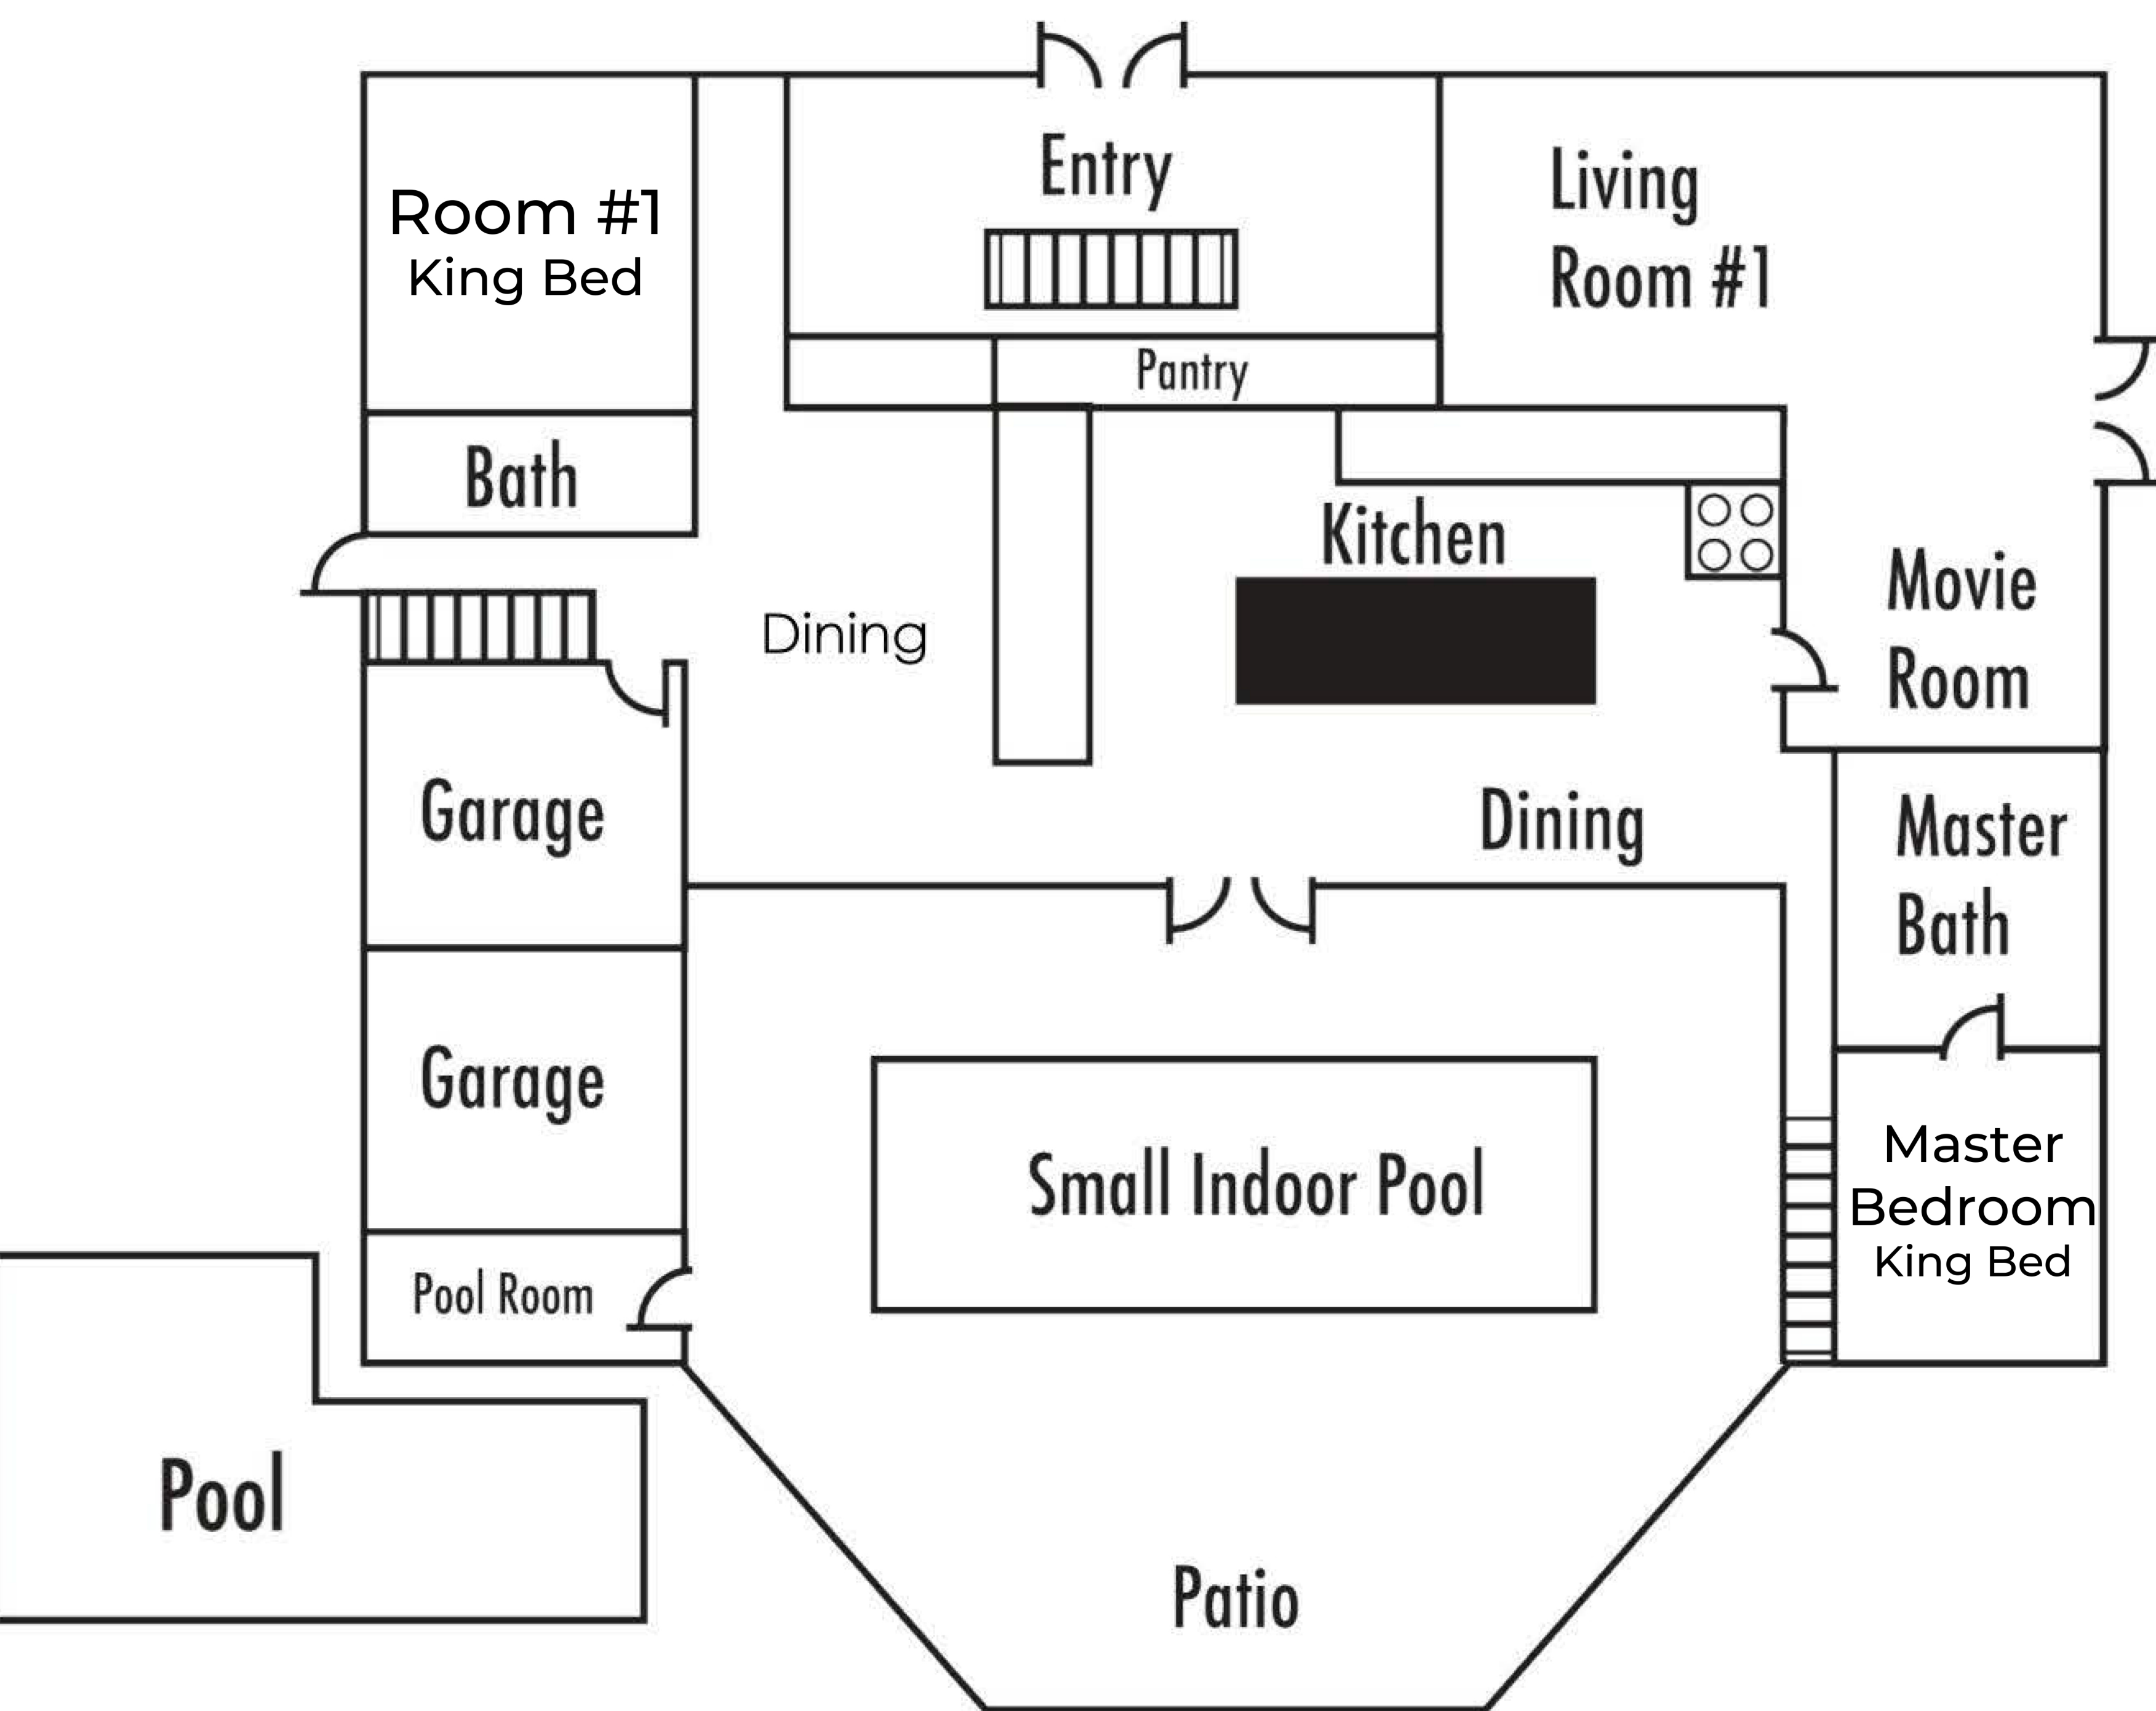 Entry
Living
Room #1
Room #1
King Bed
Pantry
Bath
Kitchen
Movie
Room
Dining
Garage
Dining
Master
Bath
Garage
Small Indoor Pool
Master
Bedroom
King Bed
Pool Room
Pool
Patio